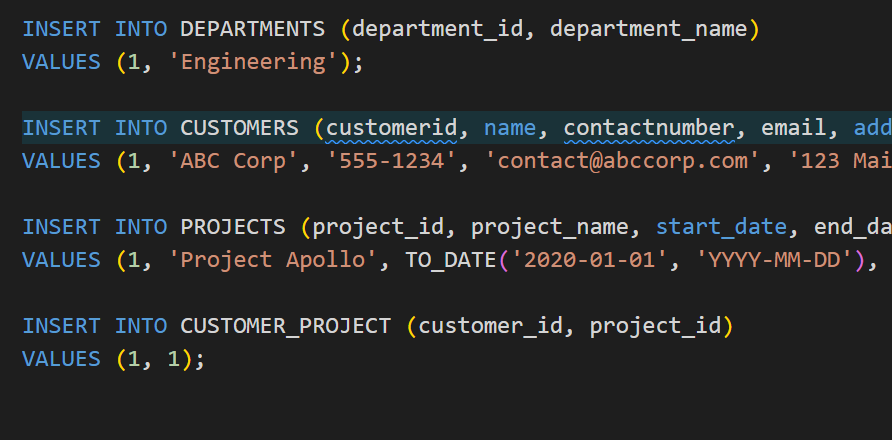 INSERT INTO DEPARTMENTS (department_id, department_name)
VALUES (1, 'Engineering');
INSERT INTO CUSTOMERS (customerid, name, contactnumber, email, add
VALUES (1, 'ABC Corp', '555-1234', 'contact@abccorp.com', '123 Mai
INSERT INTO PROJECTS (project_id, project_name, start_date, end_da
VALUES (1, 'Project Apollo', TO_DATE('2020-01-01', 'YYYY-MM-DD'),
INSERT INTO CUSTOMER_PROJECT (customer_id, project_id)
VALUES (1, 1);